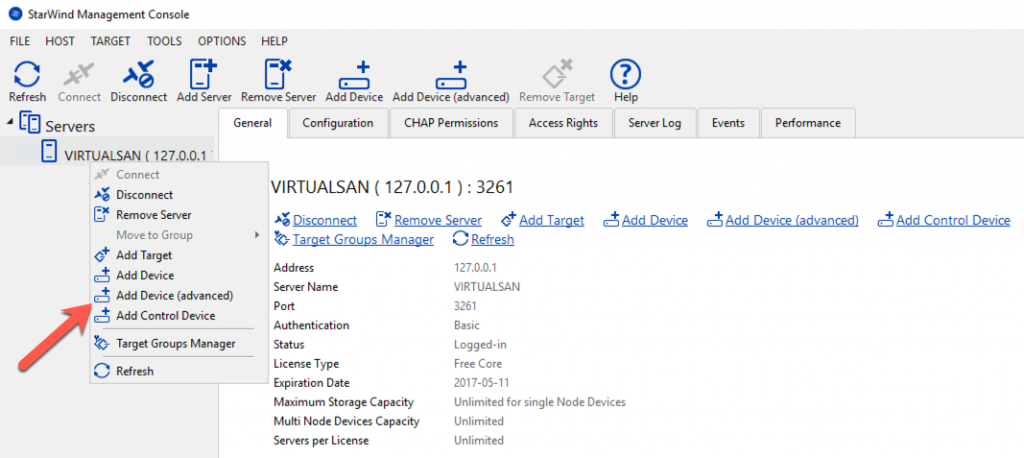 StarWind Management Console
FILE HOST TARGET TOOLS OPTIONS HELP
Refresh Connect Disconnect Add Server Remove Server Add Device Add Device (advanced) Remove Target Help
Servers
VIRTUALSAN ( 127.0.0.1
General Configuration CHAP Permissions Access Rights Server Log Events Performance
Connect
Disconnect
Remove Server
Move to Group
Add Target
Add Device
Add Device (advanced)
Add Control Device
Target Groups Manager
Refresh
VIRTUALSAN ( 127.0.0.1 ) : 3261
Disconnect Remove Server Add Target Add Device Add Device (advanced) Add Control Device
Target Groups Manager Refresh
Address 127.0.0.1
Server Name VIRTUALSAN
Port 3261
Authentication Basic
Status Logged-in
License Type Free Core
Expiration Date 2017-05-11
Maximum Storage Capacity Unlimited for single Node Devices
Multi Node Devices Capacity Unlimited
Servers per License Unlimited